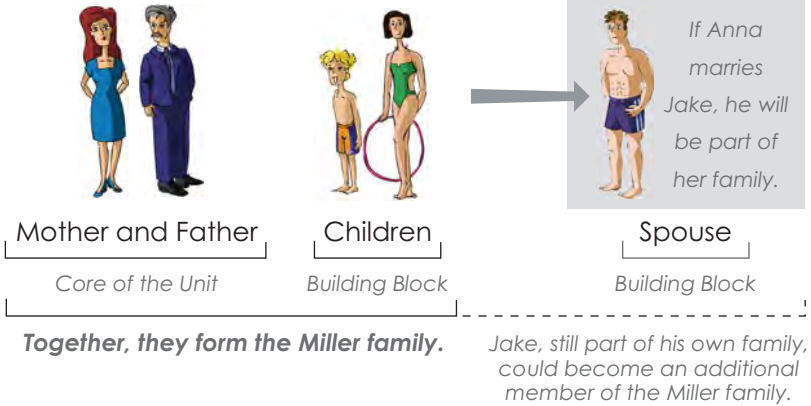 If Anna
marries
Jake, he will
be part of
her family.
Mother and Father
Children
Spouse
Core of the Unit
Building Block
Building Block
Together, they form the Miller family.
Jake, still part of his own family,
could become an additional
member of the Miller family.